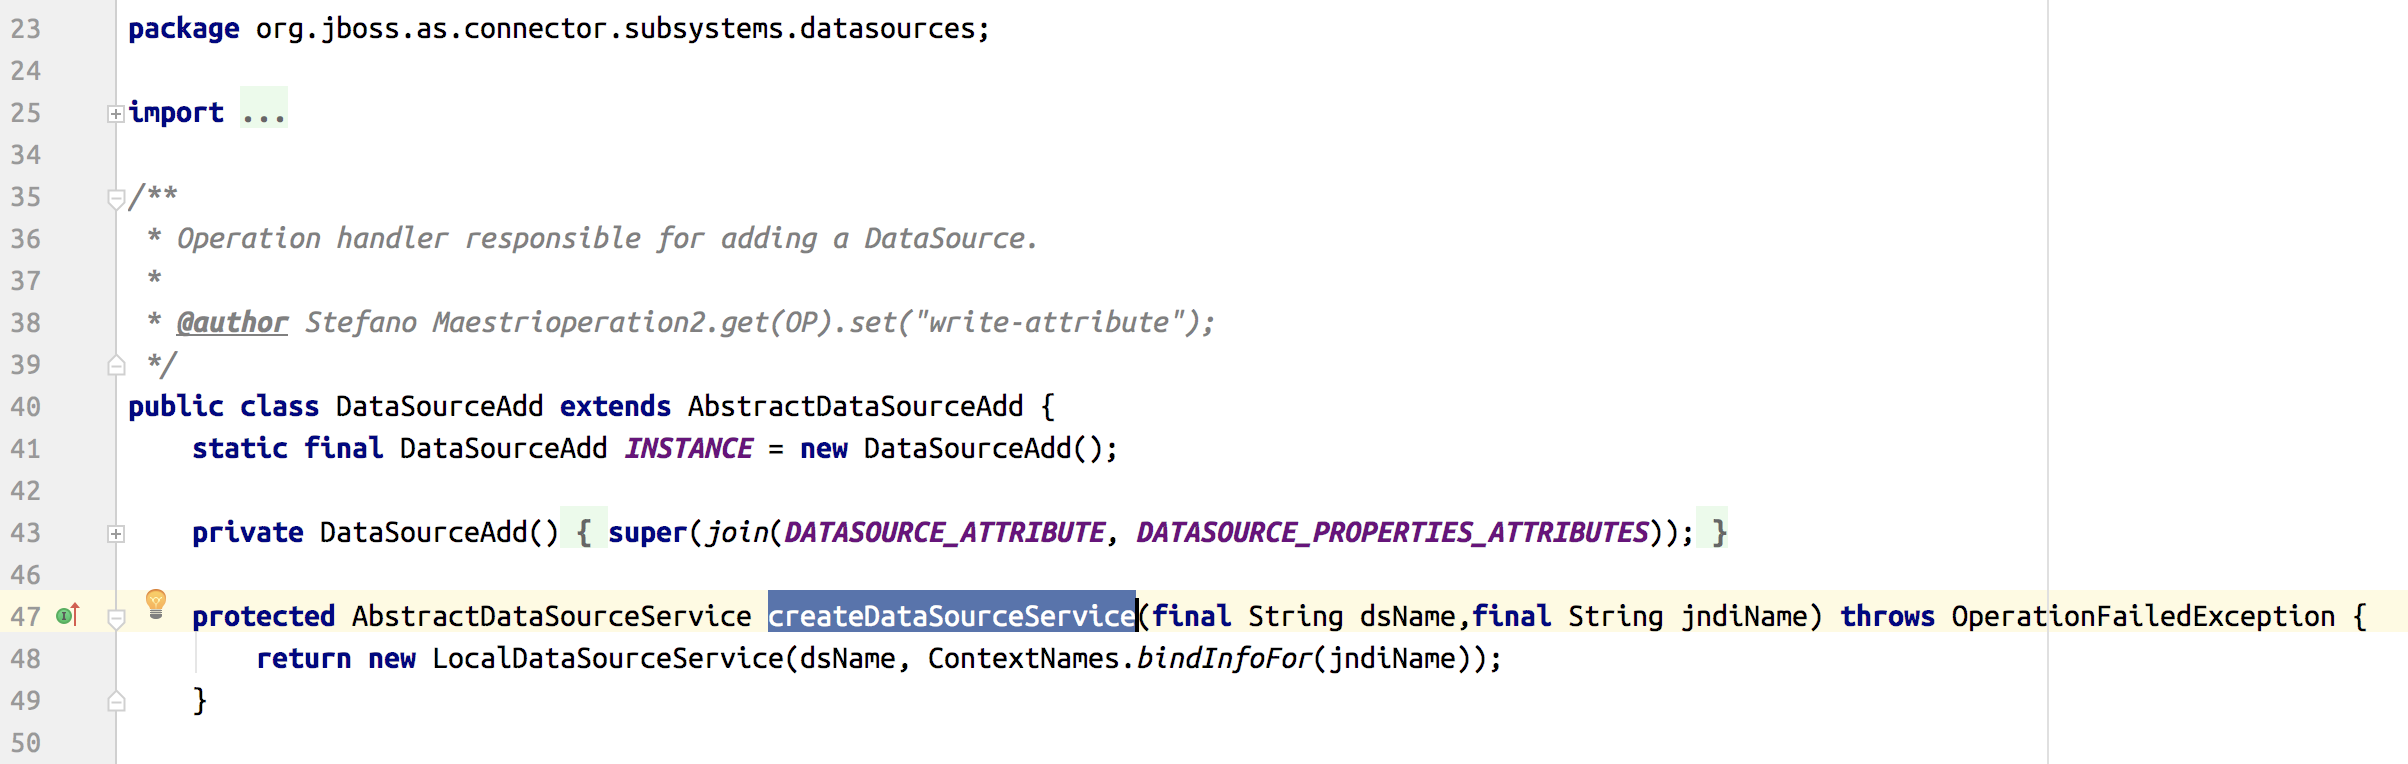 23 package org.jboss.as.connector.subsystems.datasources;
24
25 import ...
34
35 /**
36  * Operation handler responsible for adding a DataSource.
37  *
38  * @author Stefano Maestrioperation2.get(OP).set("write-attribute");
39  */
40 public class DataSourceAdd extends AbstractDataSourceAdd {
41     static final DataSourceAdd INSTANCE = new DataSourceAdd();
42
43     private DataSourceAdd() { super(join(DATASOURCE_ATTRIBUTE, DATASOURCE_PROPERTIES_ATTRIBUTES)); }
46
47     protected AbstractDataSourceService createDataSourceService(final String dsName,final String jndiName) throws OperationFailedException {
48         return new LocalDataSourceService(dsName, ContextNames.bindInfoFor(jndiName));
49     }
50